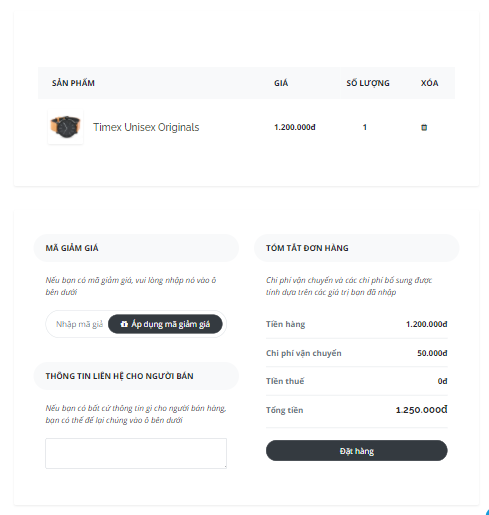 SẢN PHẨM GIÁ SỐ LƯỢNG XÓA
Timex Unisex Originals 1.200.000đ 1
MÃ GIẢM GIÁ
Nếu bạn có mã giảm giá, vui lòng nhập nó vào ô
bên dưới
Nhập mã giả Áp dụng mã giảm giá
THÔNG TIN LIÊN HỆ CHO NGƯỜI BÁN
Nếu bạn có bất cứ thông tin gì cho người bán hàng,
bạn có thể để lại chúng vào ô bên dưới
TÓM TẮT ĐƠN HÀNG
Chi phí vận chuyển và các chi phí bổ sung được
tính dựa trên các giá trị bạn đã nhập
Tiền hàng 1.200.000đ
Chi phí vận chuyển 50.000đ
Tiền thuế 0đ
Tổng tiền 1.250.000đ
Đặt hàng